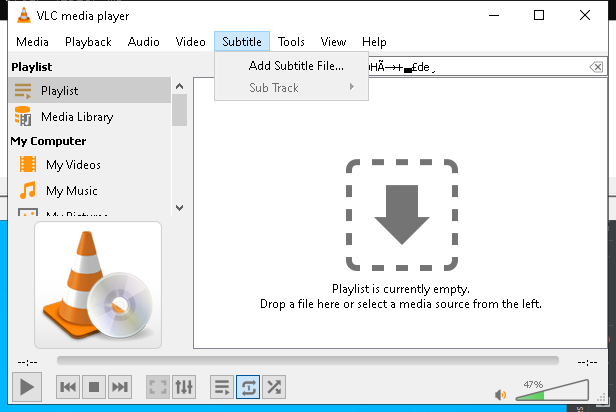 VLC media player
Media Playback Audio Video Subtitle Tools View Help
Playlist
Add Subtitle File...
Playlist
Sub Track
Media Library
My Computer
My Videos
My Music
My Pictures
Playlist is currently empty.
Drop a file here or select a media source from the left.
--:-- --:--
47%